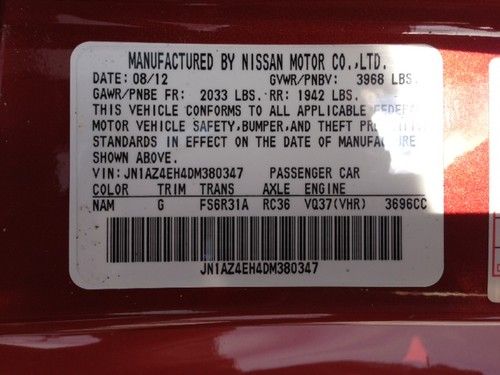 MANUFACTURED BY NISSAN MOTOR CO.,LTD.
DATE: 08/12 GVWR/PNBV: 3968 LBS.
GAWR/PNBE FR: 2033 LBS. RR: 1942 LBS.
THIS VEHICLE CONFORMS TO ALL APPLICABLE FEDERAL
MOTOR VEHICLE SAFETY,BUMPER,AND THEFT PREVENTION
STANDARDS IN EFFECT ON THE DATE OF MANUFACTURE
SHOWN ABOVE.
VIN: JN1AZ4EH4DM380347 PASSENGER CAR
COLOR TRIM TRANS AXLE ENGINE
NAM G FS6R31A RC36 VQ37(VHR) 3696CC
JN1AZ4EH4DM380347